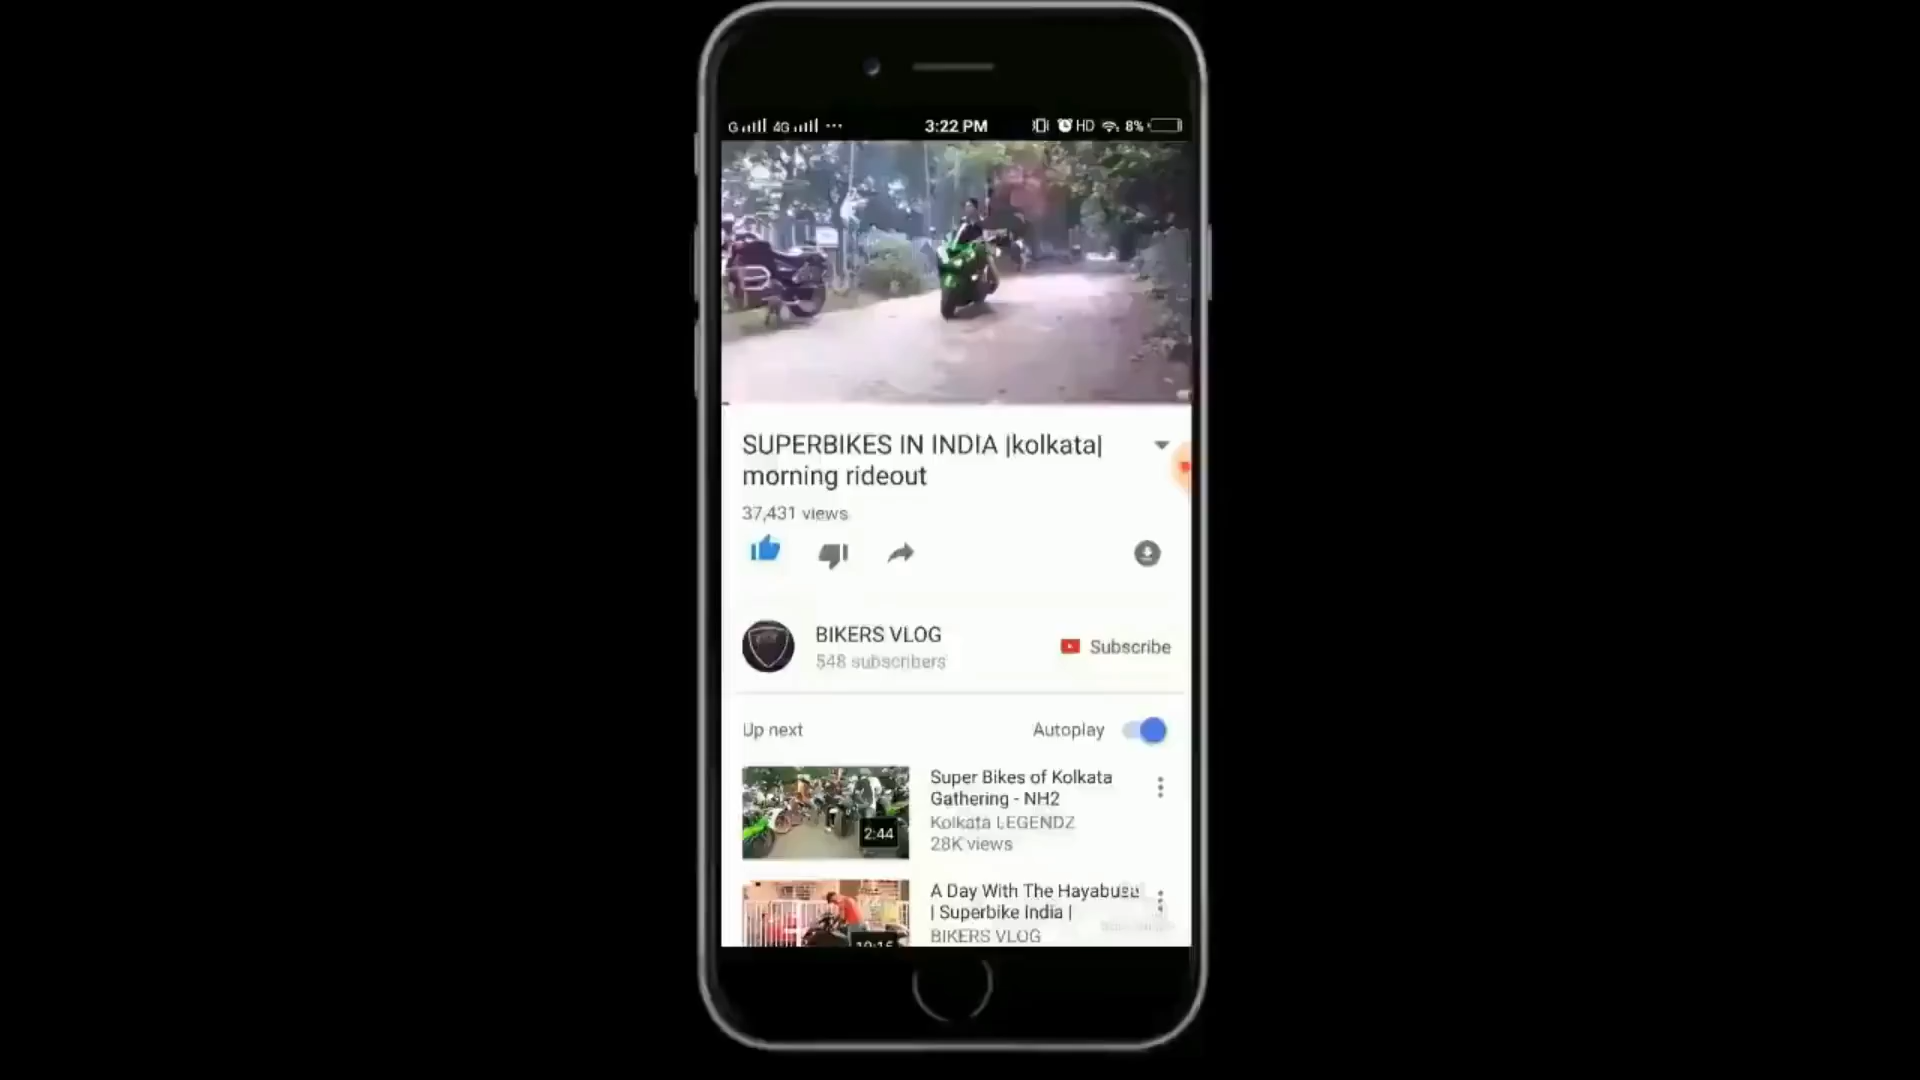 G 4G ... 3:22 PM HD 8%
SUPERBIKES IN INDIA |kolkata|
morning rideout
37,431 views
BIKERS VLOG
548 subscribers
Subscribe
Up next
Autoplay
Super Bikes of Kolkata
Gathering - NH2
Kolkata LEGENDZ
28K views
2:44
A Day With The Hayabusa
| Superbike India |
BIKERS VLOG
10:15